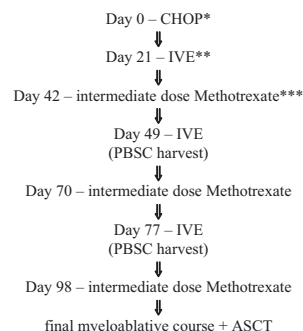 Day 0 – CHOP*
Day 21 – IVE**
Day 42 – intermediate dose Methotrexate***
Day 49 – IVE
(PBSC harvest)
Day 70 – intermediate dose Methotrexate
Day 77 – IVE
(PBSC harvest)
Day 98 – intermediate dose Methotrexate
final myeloablative course + ASCT